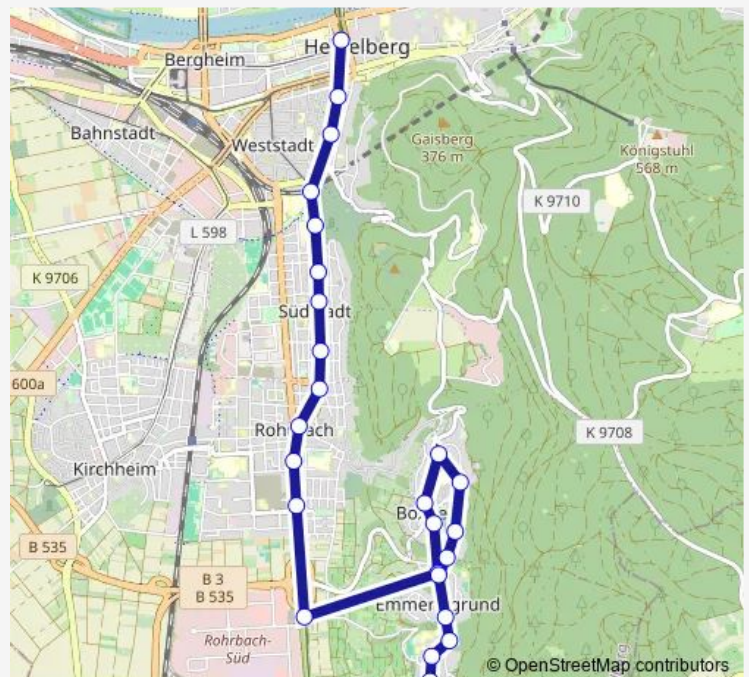 Bergheim
Bahnstadt
Weststadt
Gaisberg
376 m
Königstuhl
568 m
K 9710
L 598
K 9706
600a
K 9708
Kirchheim
B 535
B 3
B 535
Rohrbach-
Süd
© OpenStreetMap contributors